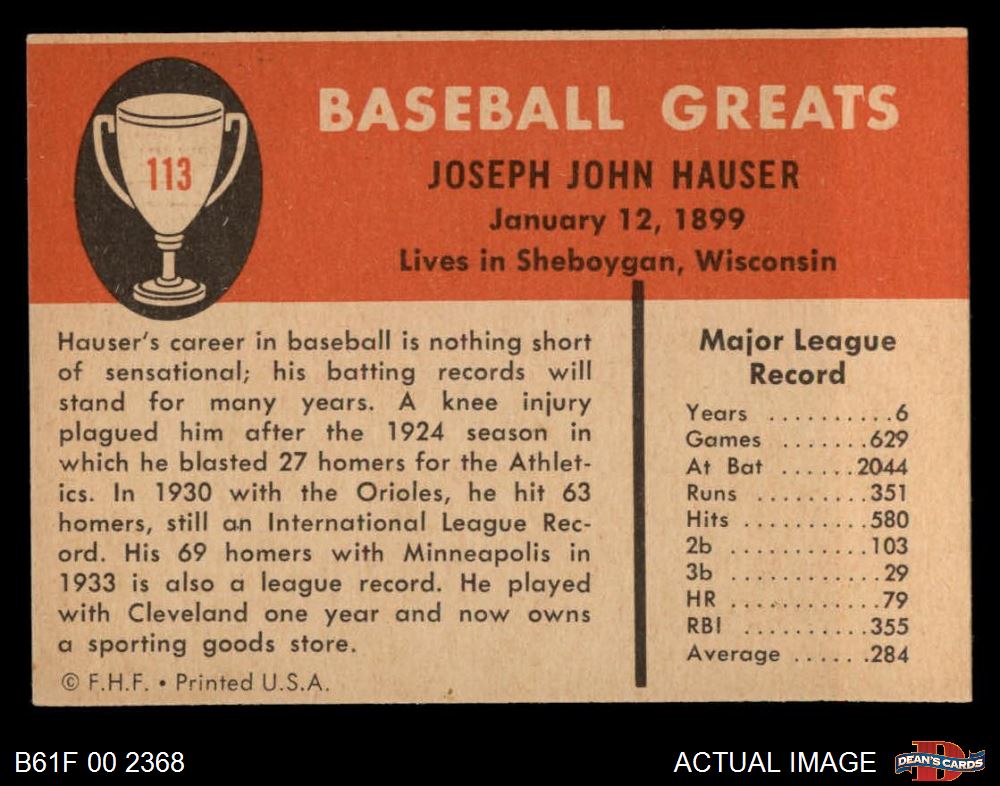 113
BASEBALL GREATS
JOSEPH JOHN HAUSER
January 12, 1899
Lives in Sheboygan, Wisconsin
Hauser's career in baseball is nothing short
of sensational; his batting records will
stand for many years. A knee injury
plagued him after the 1924 season in
which he blasted 27 homers for the Athlet-
ics. In 1930 with the Orioles, he hit 63
homers, still an International League Rec-
ord. His 69 homers with Minneapolis in
1933 is also a league record. He played
with Cleveland one year and now owns
a sporting goods store.
© F.H.F. • Printed U.S.A.
Major League
Record
Years ..........6
Games .......629
At Bat ......2044
Runs .........351
Hits ..........580
2b ...........103
3b ............29
HR ............79
RBI ..........355
Average ......284
B61F 00 2368
ACTUAL IMAGE
D
DEAN'S CARDS